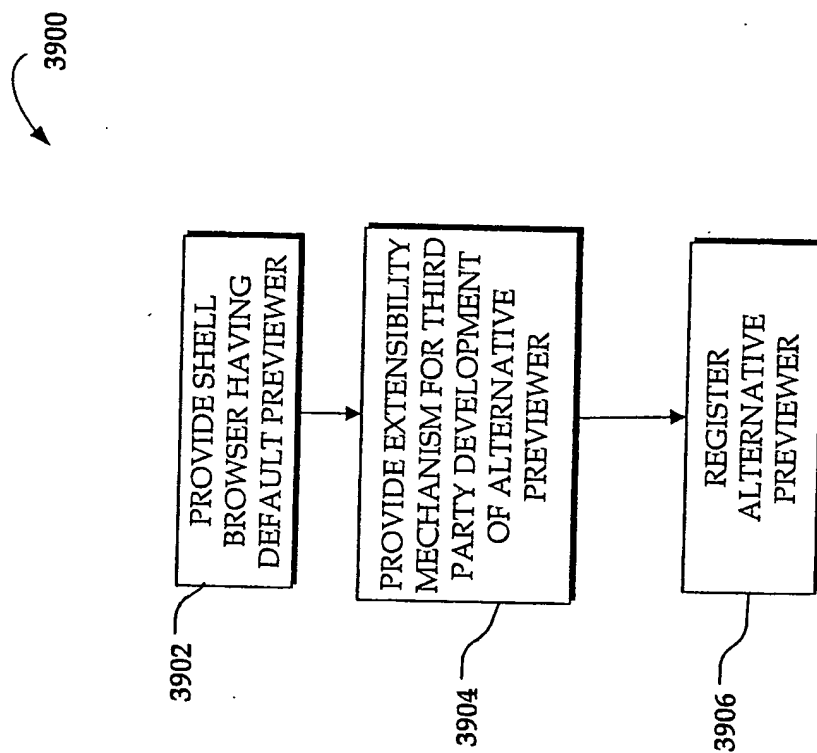 3900
PROVIDE SHELL
BROWSER HAVING
DEFAULT PREVIEWER
3902
PROVIDE EXTENSIBILITY
MECHANISM FOR THIRD
PARTY DEVELOPMENT
OF ALTERNATIVE
PREVIEWER
3904
REGISTER
ALTERNATIVE
PREVIEWER
3906